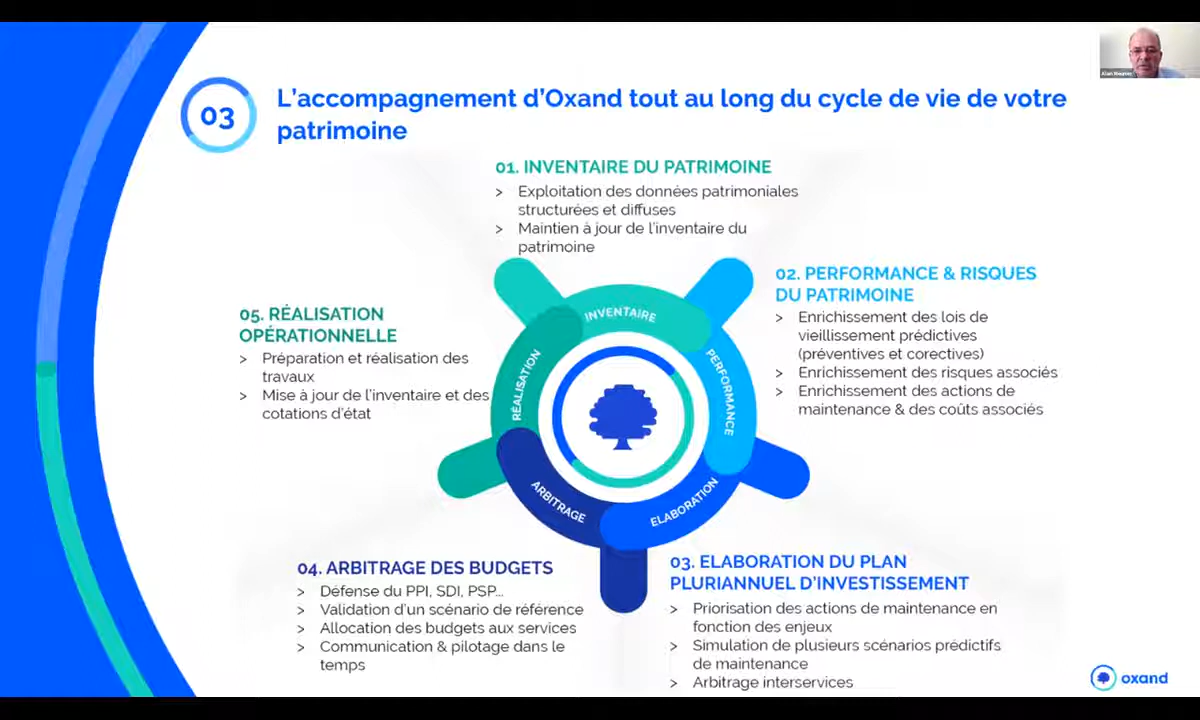 03
L'accompagnement d'Oxand tout au long du cycle de vie de votre
patrimoine
01. INVENTAIRE DU PATRIMOINE
> Exploitation des données patrimoniales
structurées et diffuses
> Maintien à jour de l'inventaire du
patrimoine
02. PERFORMANCE & RISQUES
DU PATRIMOINE
> Enrichissement des lois de
vieillissement prédictives
(préventives et corectives)
> Enrichissement des risques associés
> Enrichissement des actions de
maintenance & des coûts associés
05. RÉALISATION
OPÉRATIONNELLE
> Préparation et réalisation des
travaux
> Mise à jour de l'inventaire et des
cotations d'état
INVENTAIRE
PERFORMANCE
ELABORATION
ARBITRAGE
RÉALISATION
04. ARBITRAGE DES BUDGETS
> Défense du PPI, SDI, PSP...
> Validation d'un scénario de référence
> Allocation des budgets aux services
> Communication & pilotage dans le
temps
03. ELABORATION DU PLAN
PLURIANNUEL D'INVESTISSEMENT
> Priorisation des actions de maintenance en
fonction des enjeux
> Simulation de plusieurs scénarios prédictifs
de maintenance
> Arbitrage interservices
oxand